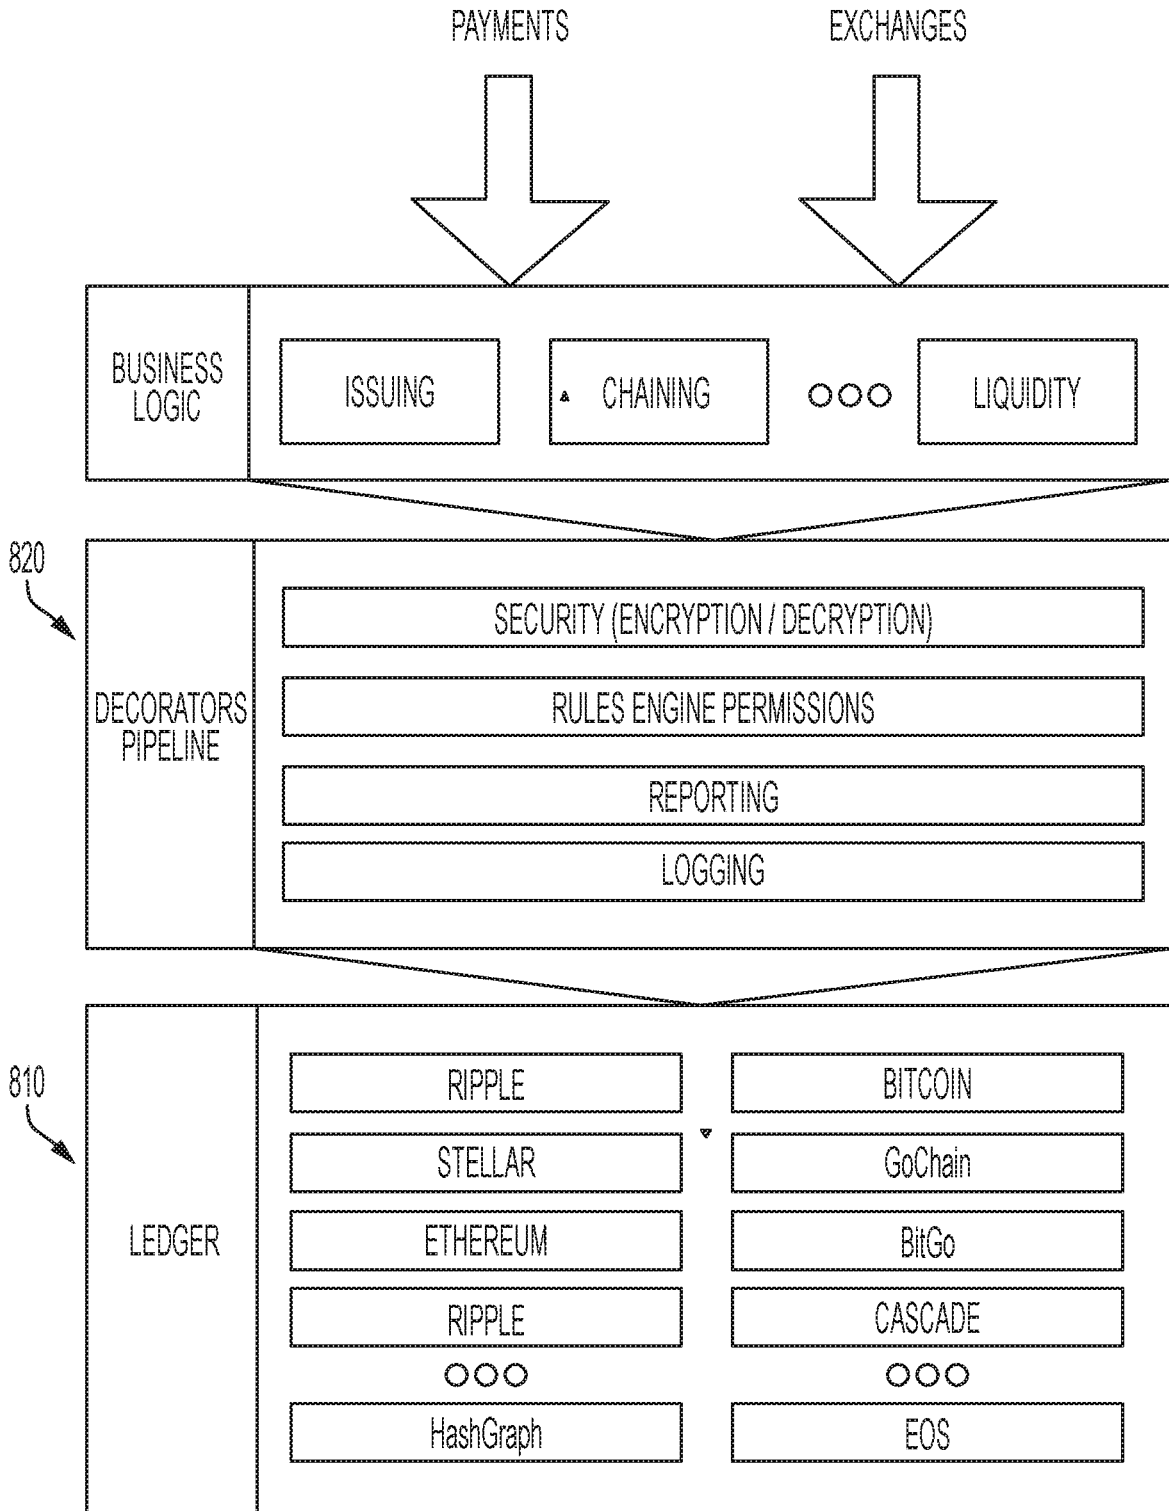 PAYMENTS
EXCHANGES
BUSINESS
LOGIC
ISSUING
CHAINING
LIQUIDITY
820
DECORATORS
PIPELINE
SECURITY (ENCRYPTION / DECRYPTION)
RULES ENGINE PERMISSIONS
REPORTING
LOGGING
810
LEDGER
RIPPLE
BITCOIN
STELLAR
GoChain
ETHEREUM
BitGo
RIPPLE
CASCADE
HashGraph
EOS